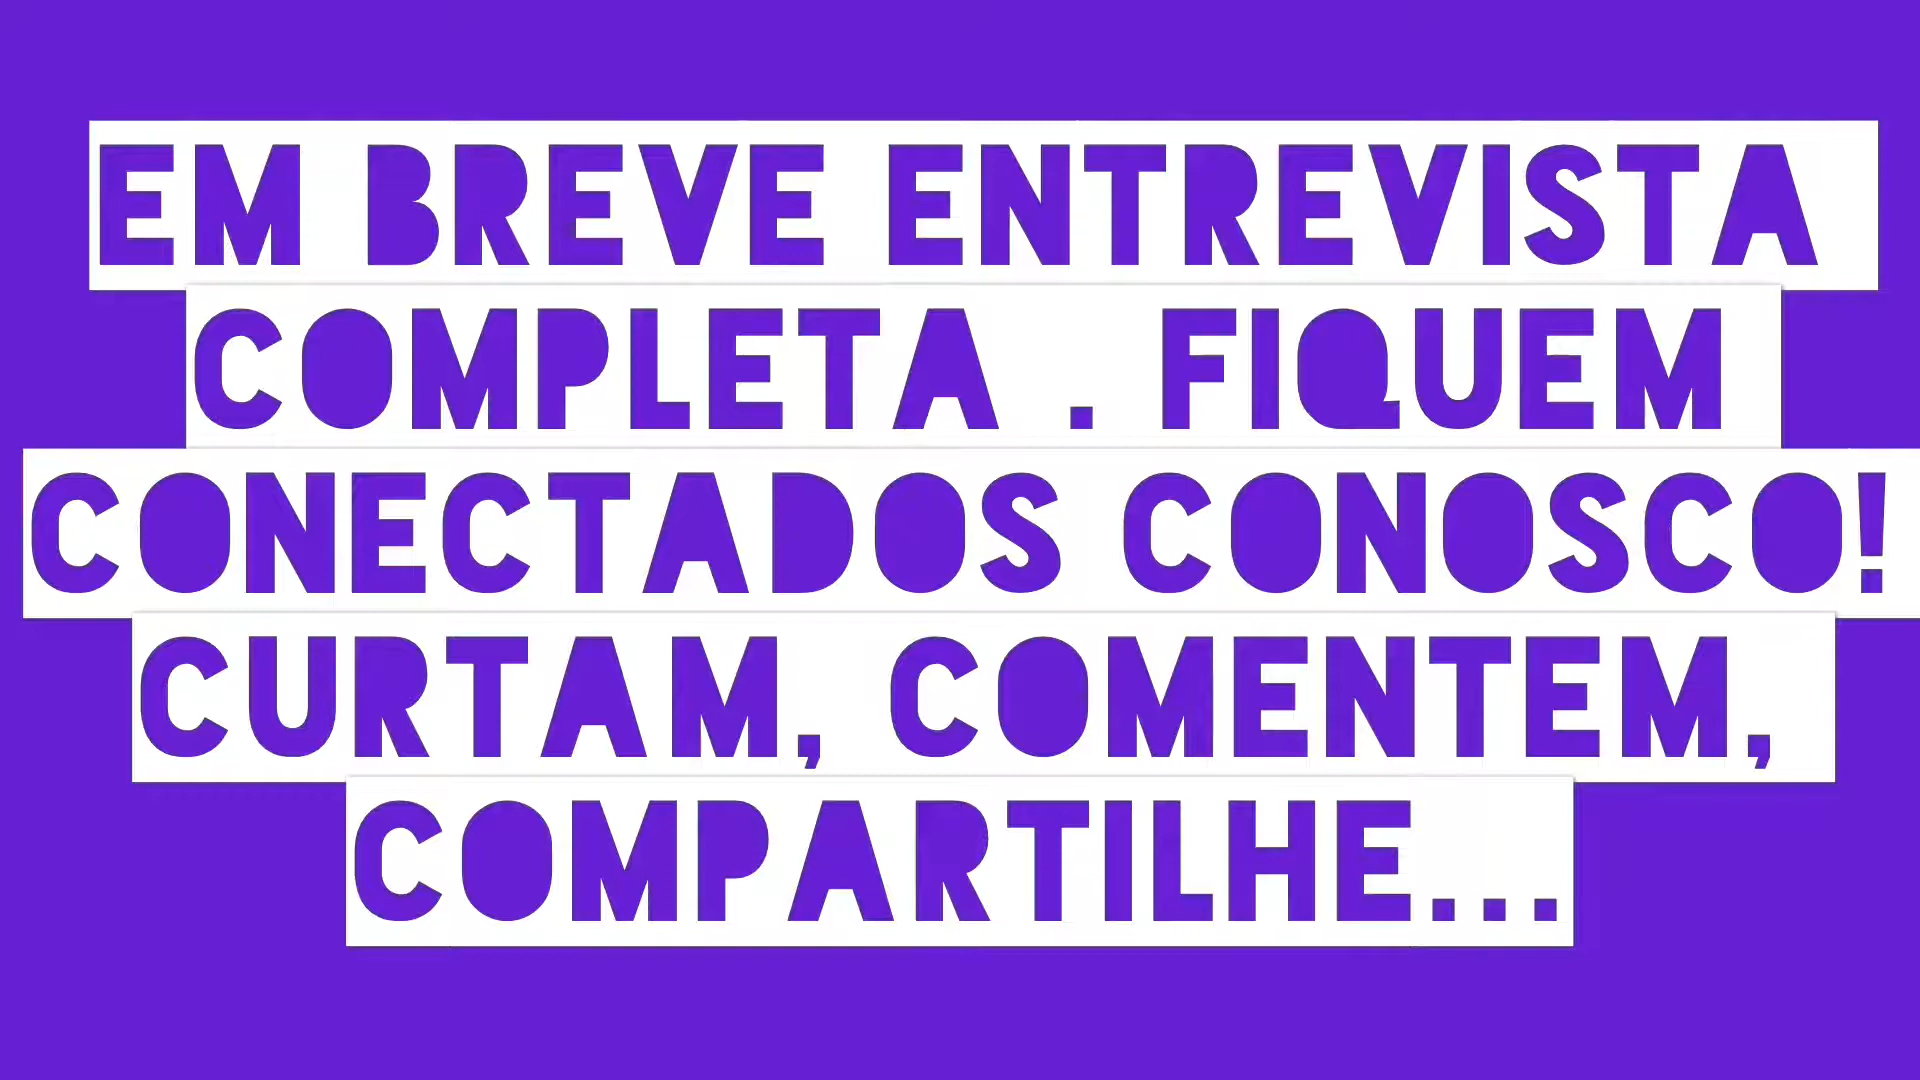 EM BREVE ENTREVISTA
COMPLETA . FIQUEM
CONECTADOS CONOSCO!
CURTAM, COMENTEM,
COMPARTILHE...